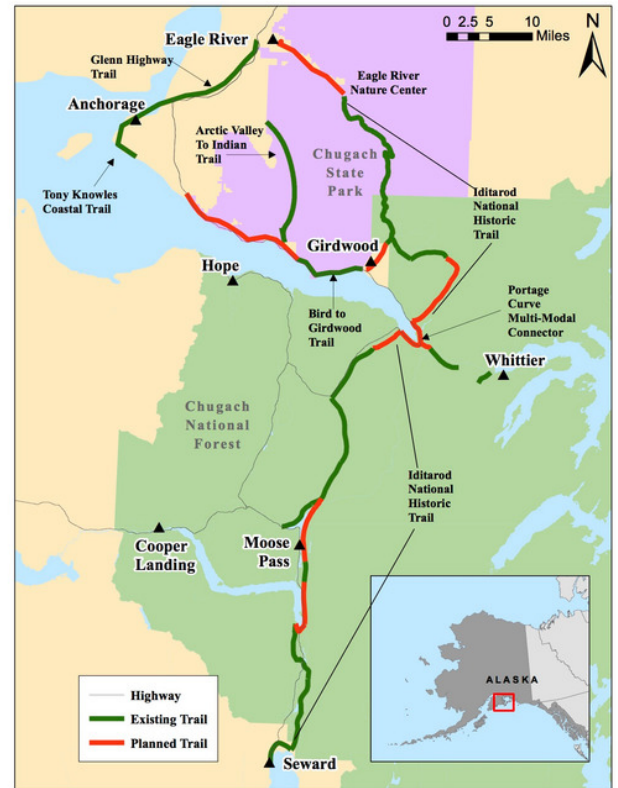 0 2.5 5 10
Miles
N
Eagle River
Glenn Highway
Trail
Eagle River
Nature Center
Anchorage
Arctic Valley
To Indian
Trail
Chugach
State
Park
Tony Knowles
Coastal Trail
Iditarod
National
Historic
Trail
Girdwood
Hope
Bird to
Girdwood
Trail
Portage
Curve
Multi-Modal
Connector
Whittier
Chugach
National
Forest
Iditarod
National
Historic
Trail
Cooper
Landing
Moose
Pass
ALASKA
Highway
Existing Trail
Planned Trail
Seward